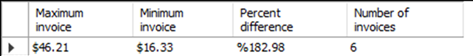 Maximum invoice Minimum invoice Percent difference Number of invoices
$46.21 $16.33 %182.98 6